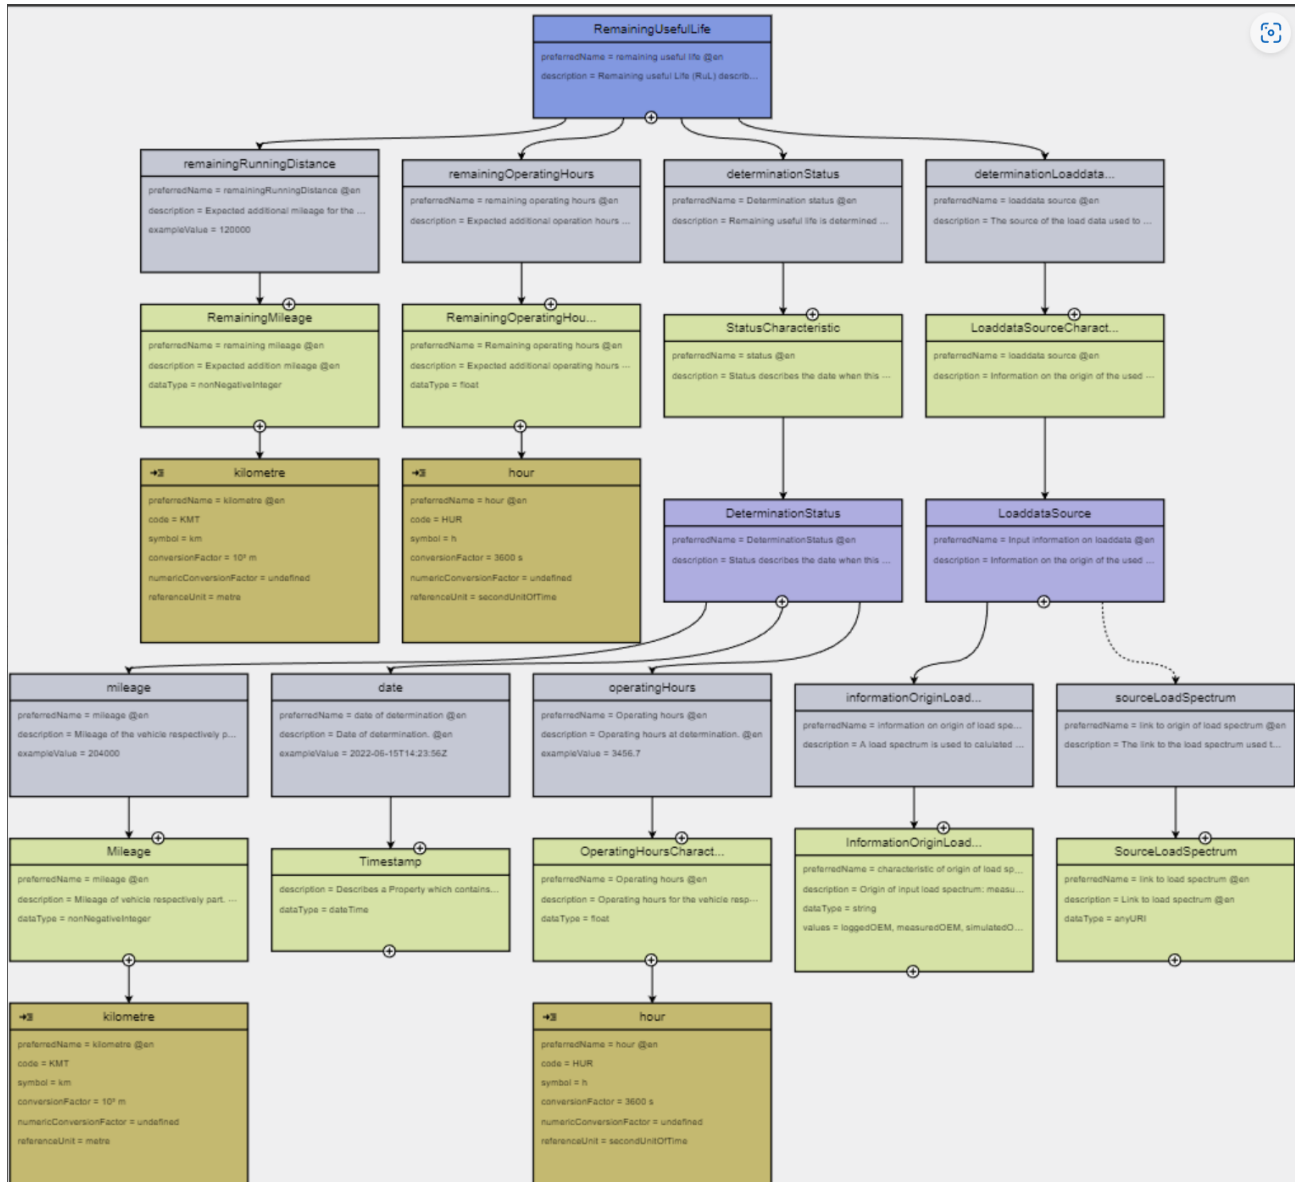 RemainingUsefulLife
preferredName = remaining useful life @en
description = Remaining useful Life (RuL) describ...
remainingRunningDistance
preferredName = remainingRunningDistance @en
description = Expected additional mileage for the ...
exampleValue = 120000
remainingOperatingHours
preferredName = remaining operating hours @en
description = Expected additional operation hours ...
determinationStatus
preferredName = Determination status @en
description = Remaining useful life is determined ...
determinationLoaddata...
preferredName = loaddata source @en
description = The source of the load data used to ...
RemainingMileage
preferredName = remaining mileage @en
description = Expected addition mileage @en
dataType = nonNegativeInteger
RemainingOperatingHou...
preferredName = Remaining operating hours @en
description = Expected additional operating hours ...
dataType = float
StatusCharacteristic
preferredName = status @en
description = Status describes the date when this ...
LoaddataSourceCharact...
preferredName = loaddata source @en
description = Information on the origin of the used ...
kilometre
preferredName = kilometre @en
code = KMT
symbol = km
conversionFactor = 10³ m
numericConversionFactor = undefined
referenceUnit = metre
hour
preferredName = hour @en
code = HUR
symbol = h
conversionFactor = 3600 s
numericConversionFactor = undefined
referenceUnit = secondUnitOfTime
DeterminationStatus
preferredName = DeterminationStatus @en
description = Status describes the date when this ...
LoaddataSource
preferredName = Input information on loaddata @en
description = Information on the origin of the used ...
mileage
preferredName = mileage @en
description = Mileage of the vehicle respectively p...
exampleValue = 204000
date
preferredName = date of determination @en
description = Date of determination. @en
exampleValue = 2022-06-15T14:23:56Z
operatingHours
preferredName = Operating hours @en
description = Operating hours at determination. @en
exampleValue = 3456.7
informationOriginLoad...
preferredName = information on origin of load spe...
description = A load spectrum is used to calulated ...
sourceLoadSpectrum
preferredName = link to origin of load spectrum @en
description = The link to the load spectrum used t...
Mileage
preferredName = mileage @en
description = Mileage of vehicle respectively part. ...
dataType = nonNegativeInteger
Timestamp
description = Describes a Property which contains...
dataType = dateTime
OperatingHoursCharact...
preferredName = Operating hours @en
description = Operating hours for the vehicle resp...
dataType = float
InformationOriginLoad...
preferredName = characteristic of origin of load sp...
description = Origin of input load spectrum: measu...
dataType = string
values = loggedOEM, measuredOEM, simulatedO...
SourceLoadSpectrum
preferredName = link to load spectrum @en
description = Link to load spectrum @en
dataType = anyURI
kilometre
preferredName = kilometre @en
code = KMT
symbol = km
conversionFactor = 10³ m
numericConversionFactor = undefined
referenceUnit = metre
hour
preferredName = hour @en
code = HUR
symbol = h
conversionFactor = 3600 s
numericConversionFactor = undefined
referenceUnit = secondUnitOfTime